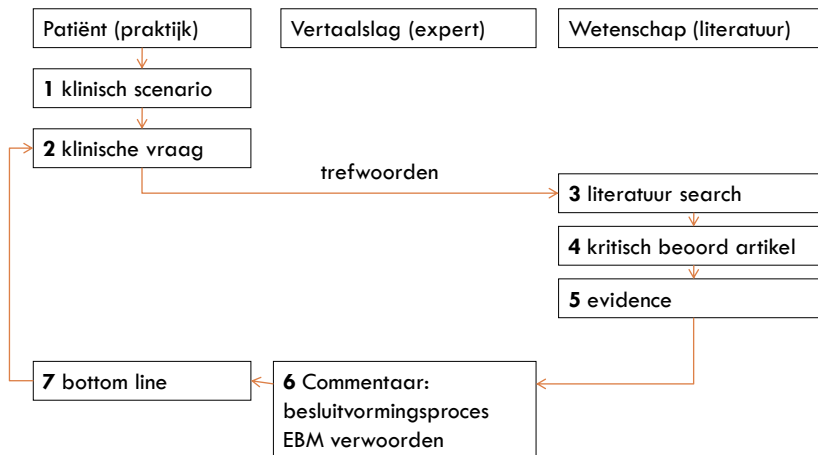 Patiënt (praktijk)
Vertaalslag (expert)
Wetenschap (literatuur)
1 klinisch scenario
2 klinische vraag
trefwoorden
3 literatuur search
4 kritisch beoord artikel
5 evidence
7 bottom line
6 Commentaar:
besluitvormingsproces
EBM verwoorden